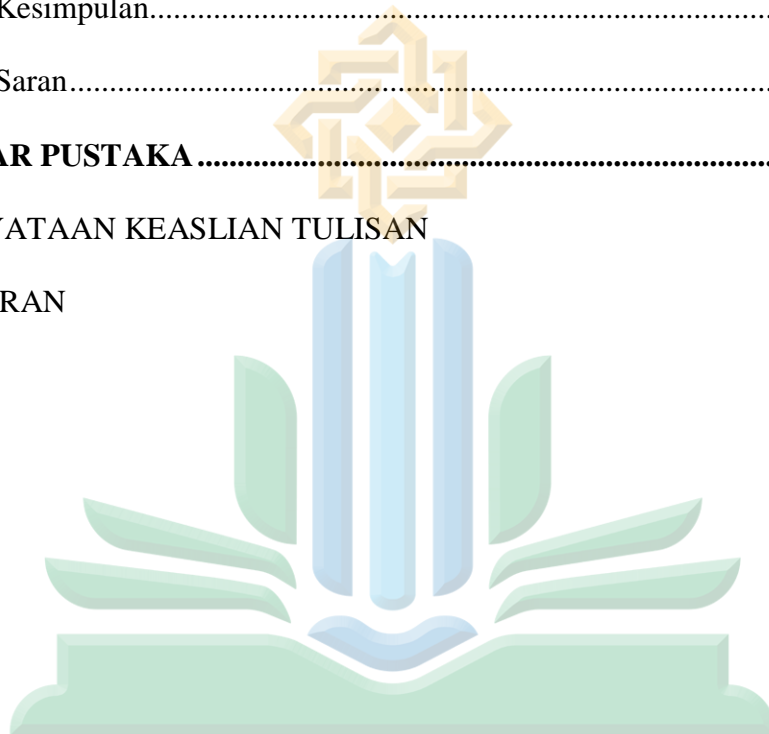 Kesimpulan..........................................................................................
Saran....................................................................................................
AR PUSTAKA..........................................................................
YATAAN KEASLIAN TULISAN
RAN